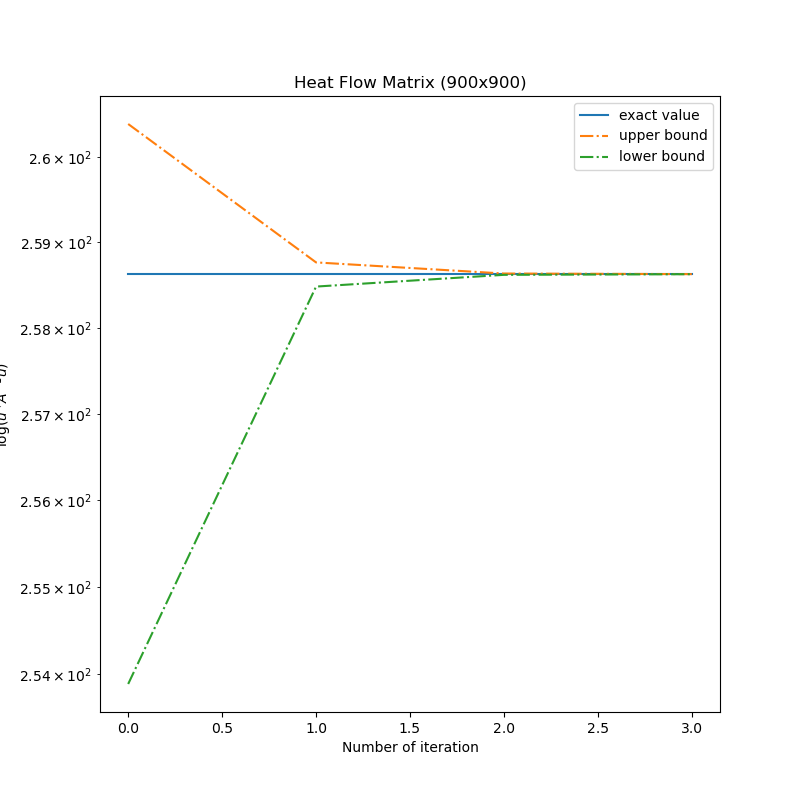 Heat Flow Matrix (900x900)
exact value
upper bound
lower bound
2.6 × 10²
2.59 × 10²
2.58 × 10²
2.57 × 10²
2.56 × 10²
2.55 × 10²
2.54 × 10²
0.0 0.5 1.0 1.5 2.0 2.5 3.0
Number of iteration